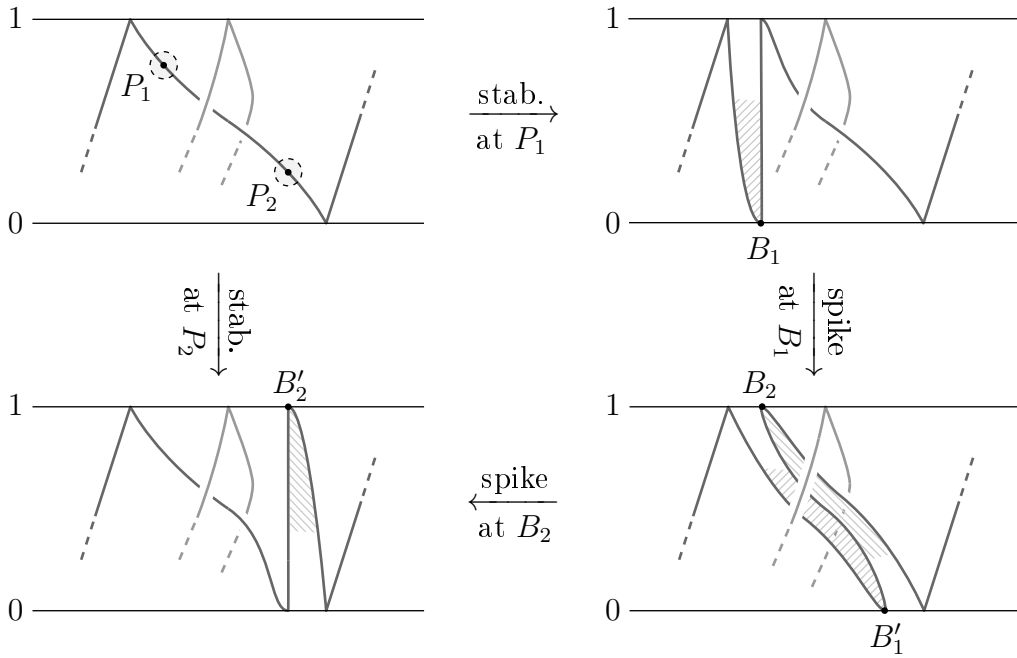 1
P₁
P₂
0
stab.
at P₁
1
0
B₁
stab.
at P₂
spike
at B₁
B′₂
1
0
spike
at B₂
B₂
1
0
B′₁